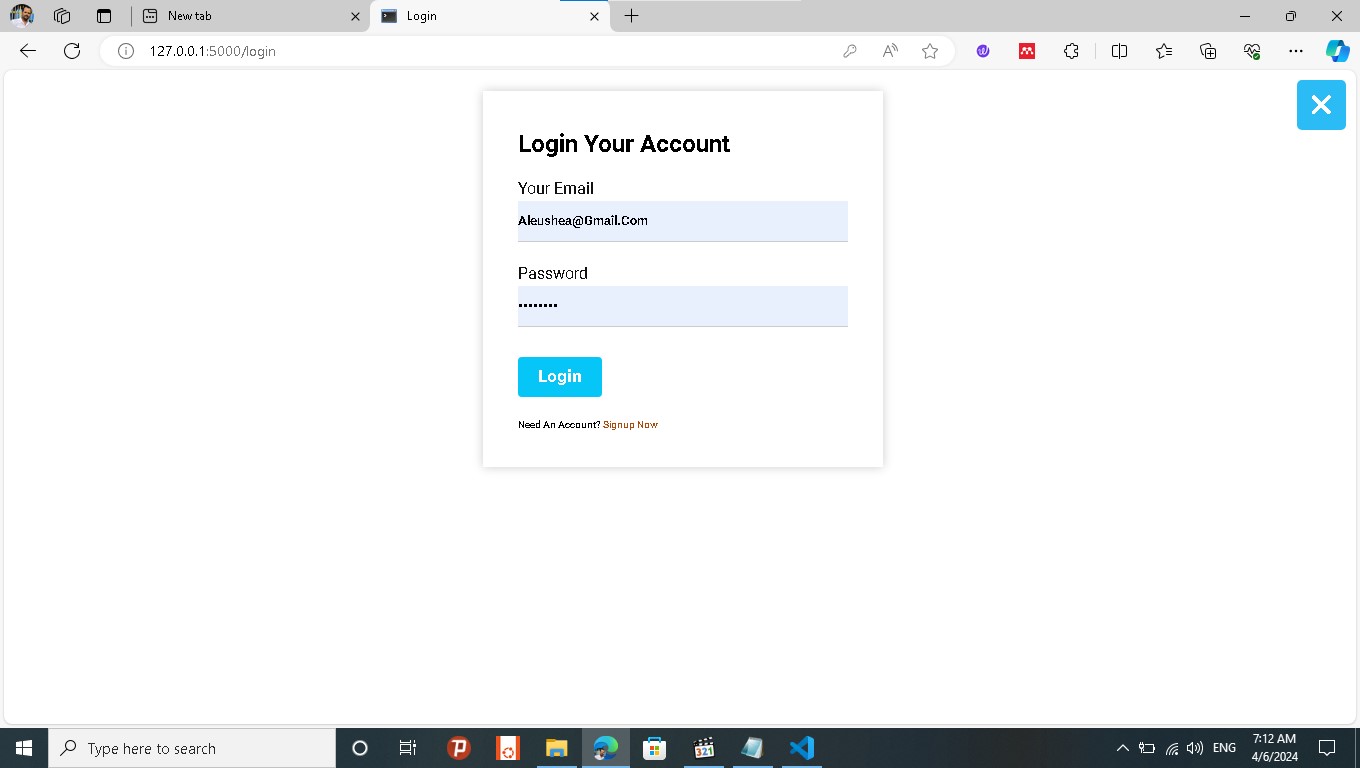 New tab
Login
127.0.0.1:5000/login
Login Your Account
Your Email
Aleushea@Gmail.Com
Password
••••••••
Login
Need An Account? Signup Now
Type here to search
321
ENG
7:12 AM
4/6/2024